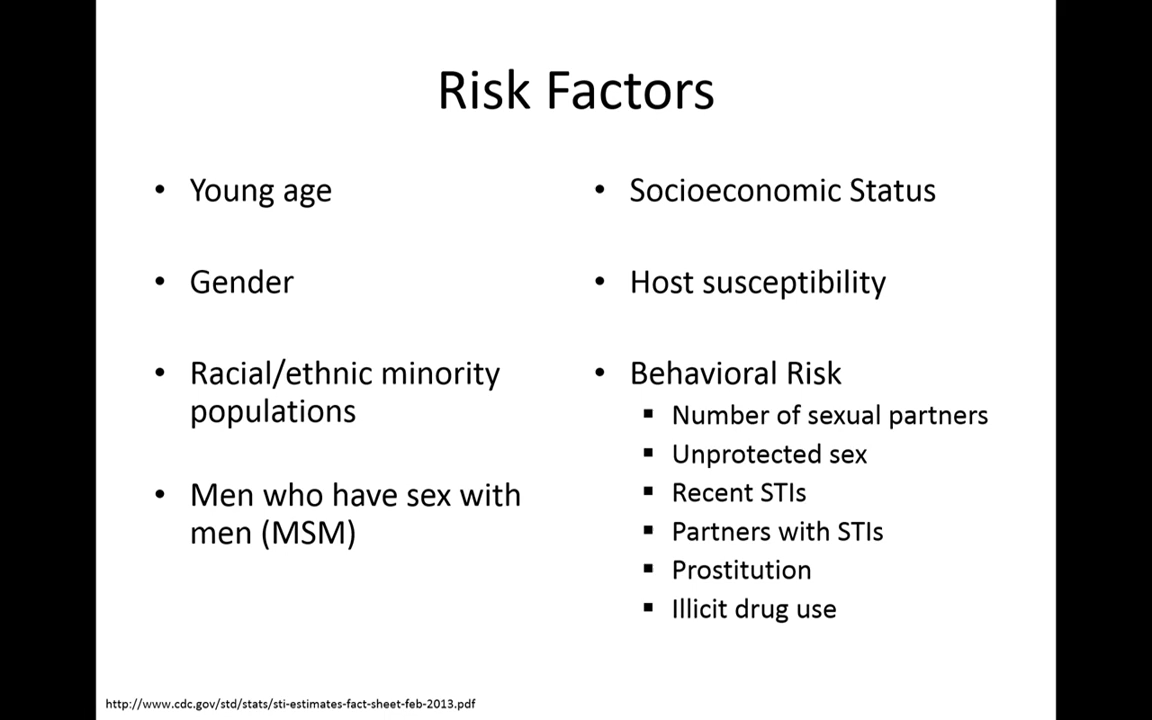 Risk Factors
• Young age
• Gender
• Racial/ethnic minority
populations
• Men who have sex with
men (MSM)
• Socioeconomic Status
• Host susceptibility
• Behavioral Risk
▪ Number of sexual partners
▪ Unprotected sex
▪ Recent STIs
▪ Partners with STIs
▪ Prostitution
▪ Illicit drug use
http://www.cdc.gov/std/stats/sti-estimates-fact-sheet-feb-2013.pdf